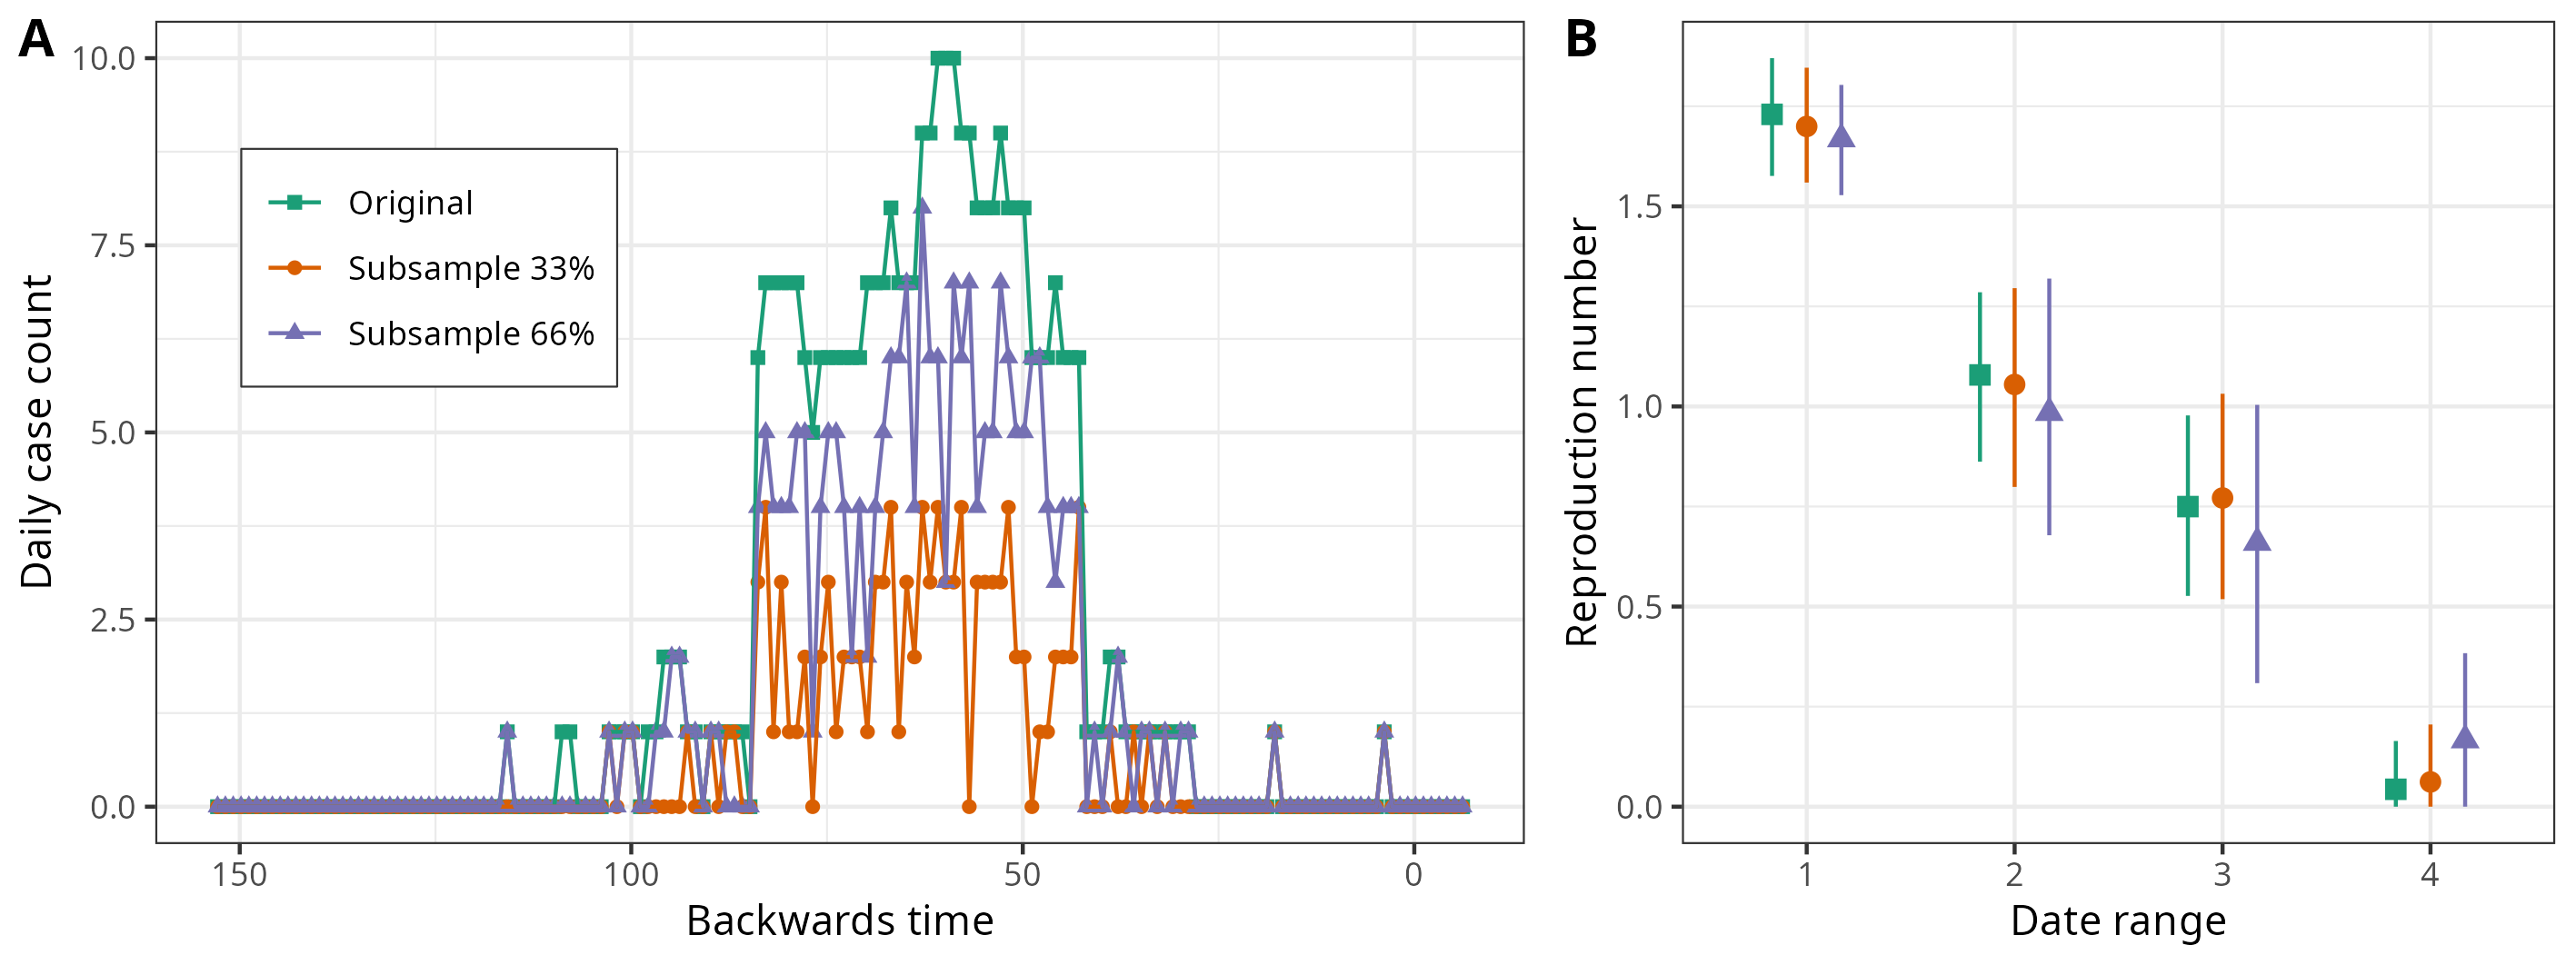 A
10.0
7.5
5.0
2.5
0.0
Daily case count
Original
Subsample 33%
Subsample 66%
150
100
50
0
Backwards time
B
1.5
1.0
0.5
0.0
Reproduction number
1
2
3
4
Date range